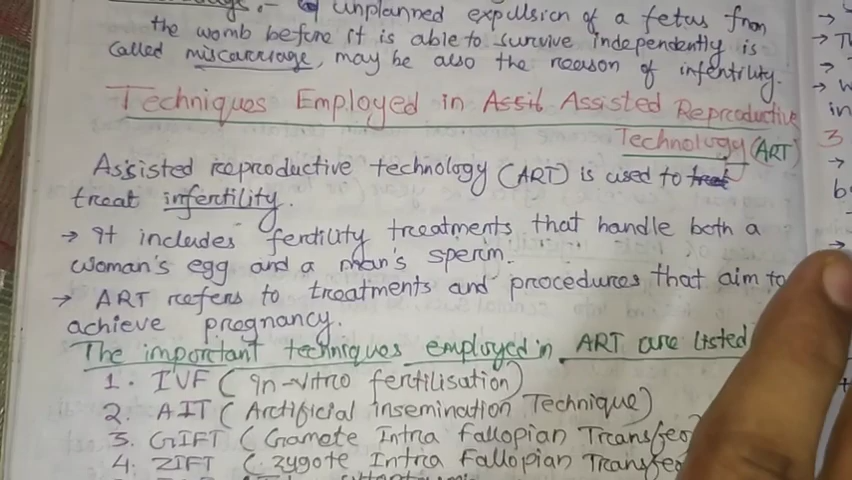 unplanned expulsion of a fetus from
the womb before it is able to survive independently is
called miscarriage, may be also the reason of infentility.
Techniques Employed in Assit Assisted Reproductive
Technology (ART)
Assisted reproductive technology (ART) is used to treat
treat infertility.
→ It includes fertility treatments that handle both a
woman's egg and a man's sperm.
→ ART refers to treatments and procedures that aim to
achieve pregnancy.
The important techniques employed in ART are listed
1. IVF ( In-vitro fertilisation)
2. AIT ( Artificial insemination Technique)
3. GIFT ( Gamete Intra fallopian Transfer
4. ZIFT ( Zygote Intra Fallopian Transfer
3